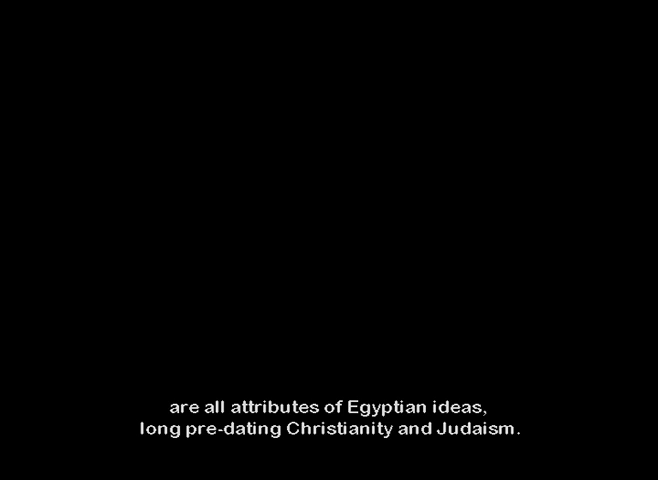 are all attributes of Egyptian ideas,
long pre-dating Christianity and Judaism.